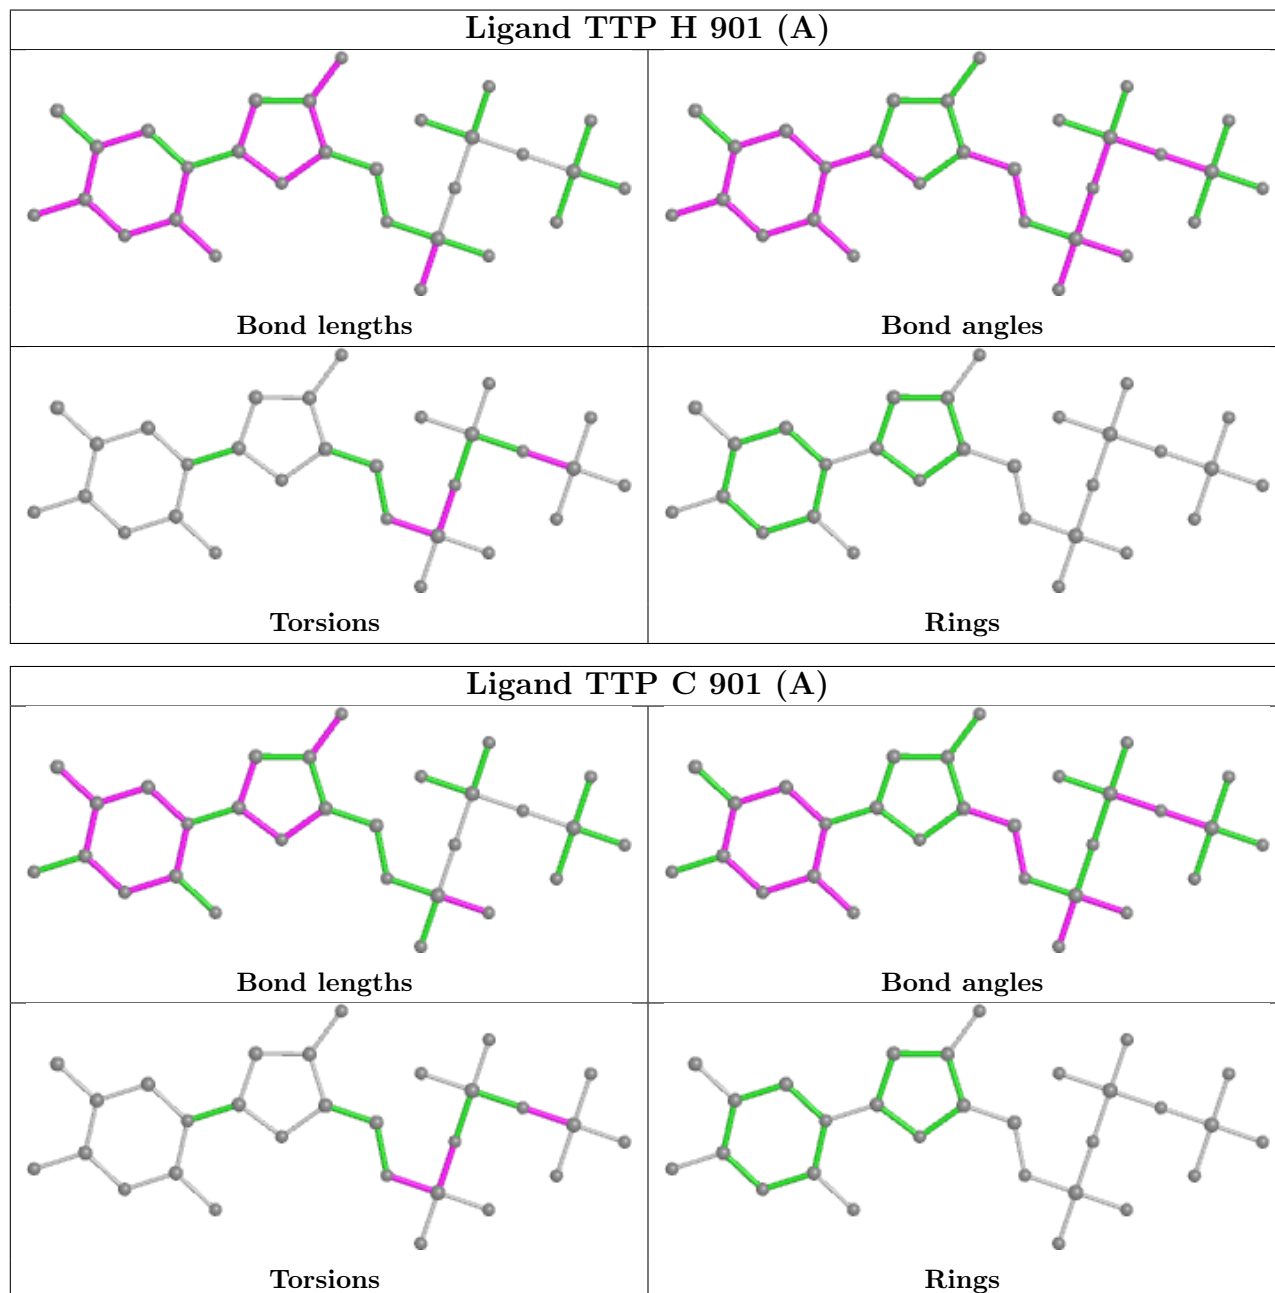 Ligand TTP H 901 (A)
Bond lengths
Bond angles
Torsions
Rings
Ligand TTP C 901 (A)
Bond lengths
Bond angles
Torsions
Rings